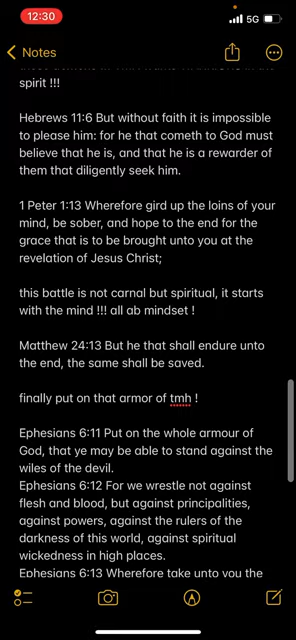 12:30
5G
Notes
spirit !!!
Hebrews 11:6 But without faith it is impossible
to please him: for he that cometh to God must
believe that he is, and that he is a rewarder of
them that diligently seek him.
1 Peter 1:13 Wherefore gird up the loins of your
mind, be sober, and hope to the end for the
grace that is to be brought unto you at the
revelation of Jesus Christ;
this battle is not carnal but spiritual, it starts
with the mind !!! all ab mindset !
Matthew 24:13 But he that shall endure unto
the end, the same shall be saved.
finally put on that armor of tmh !
Ephesians 6:11 Put on the whole armour of
God, that ye may be able to stand against the
wiles of the devil.
Ephesians 6:12 For we wrestle not against
flesh and blood, but against principalities,
against powers, against the rulers of the
darkness of this world, against spiritual
wickedness in high places.
Ephesians 6:13 Wherefore take unto you the